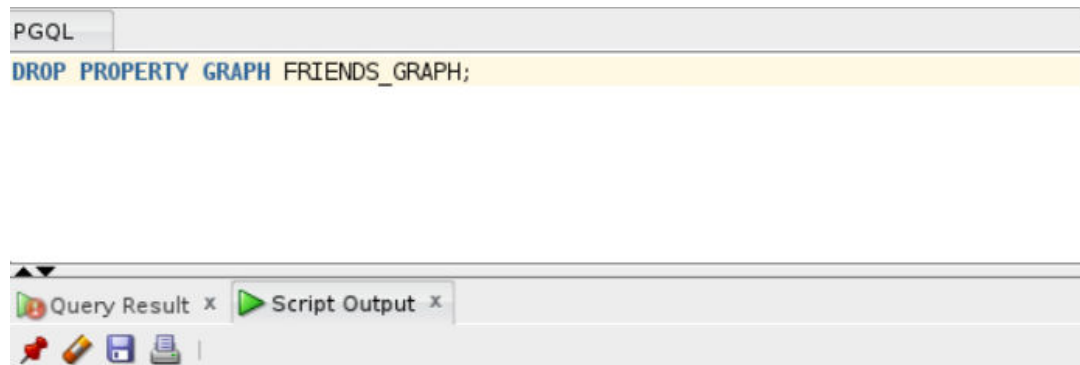 PGQL
DROP PROPERTY GRAPH FRIENDS_GRAPH;
Query Result x Script Output x